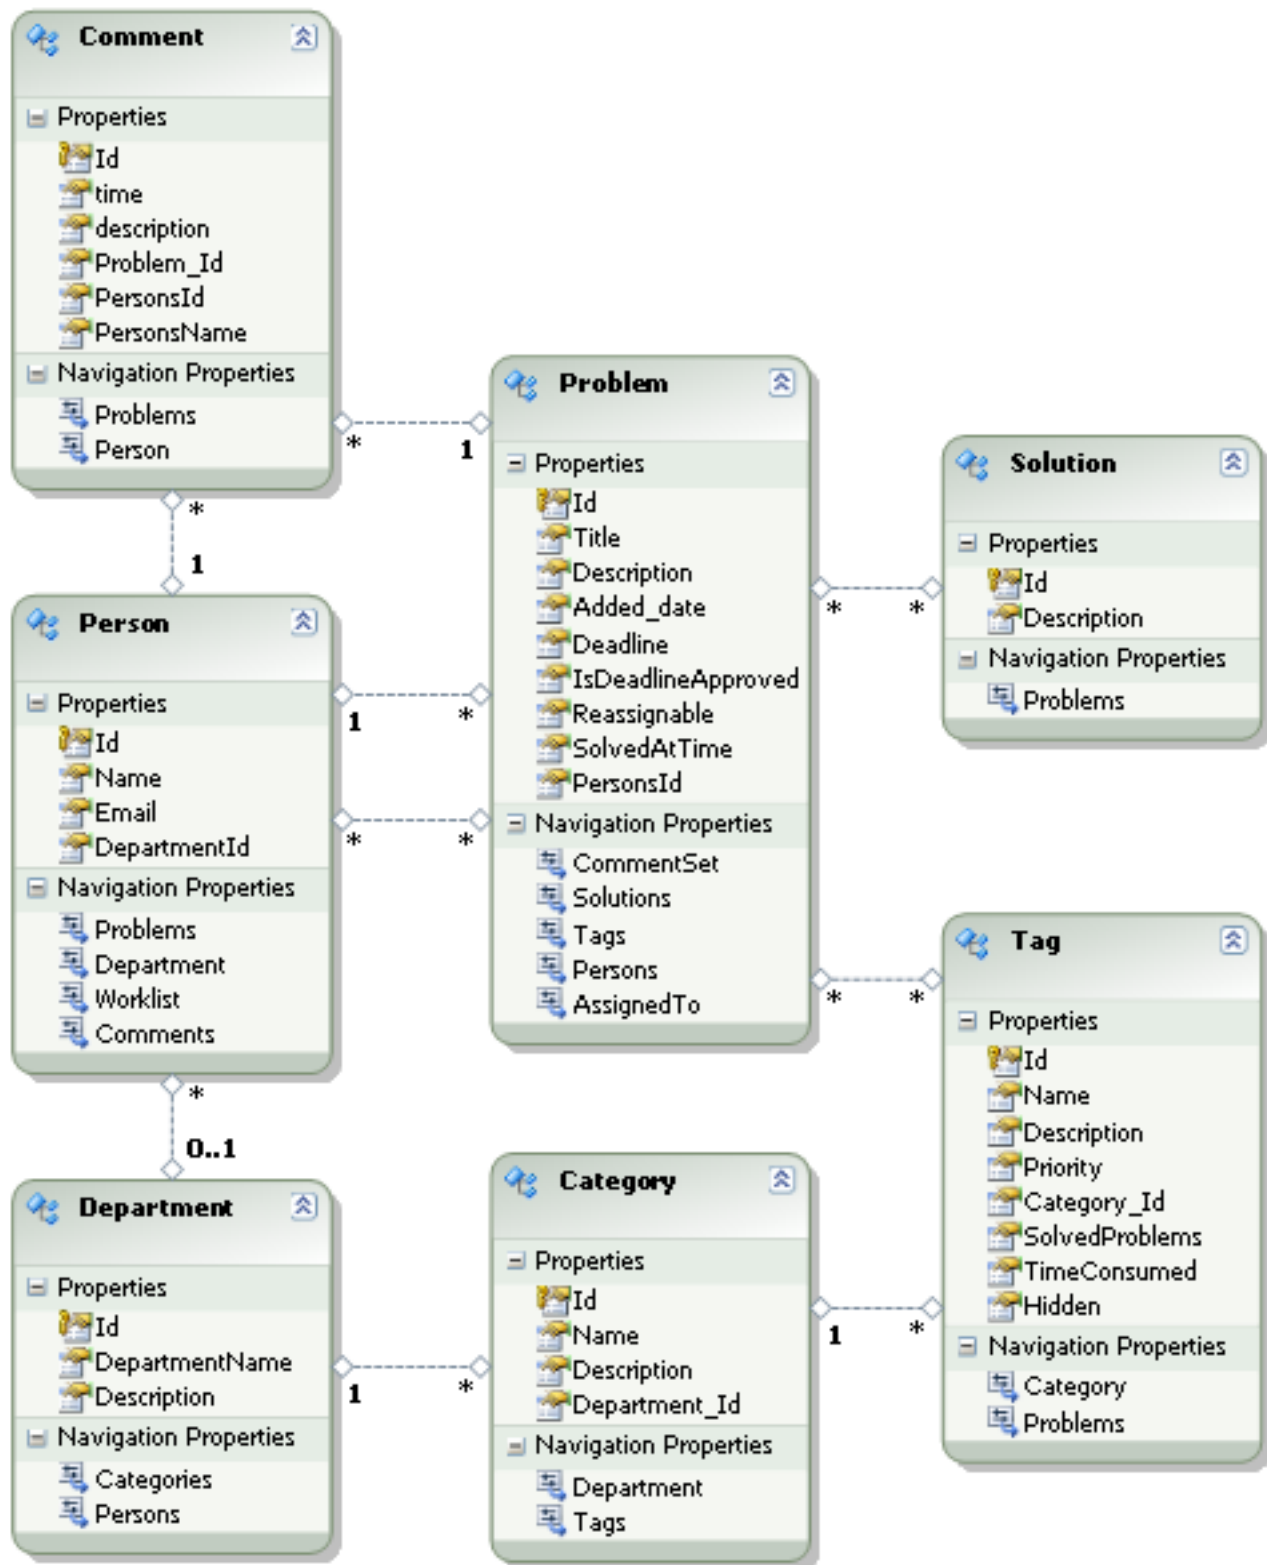 Comment
Properties
Id
time
description
Problem_Id
PersonsId
PersonsName
Navigation Properties
Problems
Person
*
1
*
1
Person
Properties
Id
Name
Email
DepartmentId
Navigation Properties
Problems
Department
Worklist
Comments
1
*
*
*
*
0..1
Department
Properties
Id
DepartmentName
Description
Navigation Properties
Categories
Persons
1
*
Problem
Properties
Id
Title
Description
Added_date
Deadline
IsDeadlineApproved
Reassignable
SolvedAtTime
PersonsId
Navigation Properties
CommentSet
Solutions
Tags
Persons
AssignedTo
*
*
*
*
Category
Properties
Id
Name
Description
Department_Id
Navigation Properties
Department
Tags
1
*
Solution
Properties
Id
Description
Navigation Properties
Problems
Tag
Properties
Id
Name
Description
Priority
Category_Id
SolvedProblems
TimeConsumed
Hidden
Navigation Properties
Category
Problems